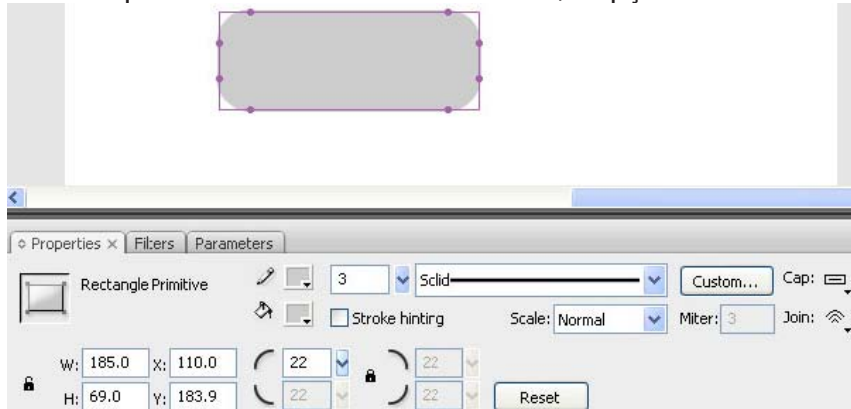 Properties × Filters Parameters
Rectangle Primitive 3 Solid Custom... Cap:
Stroke hinting Scale: Normal Miter: 3 Join:
W: 185.0 X: 110.0 22 22
H: 69.0 Y: 183.9 22 22 Reset